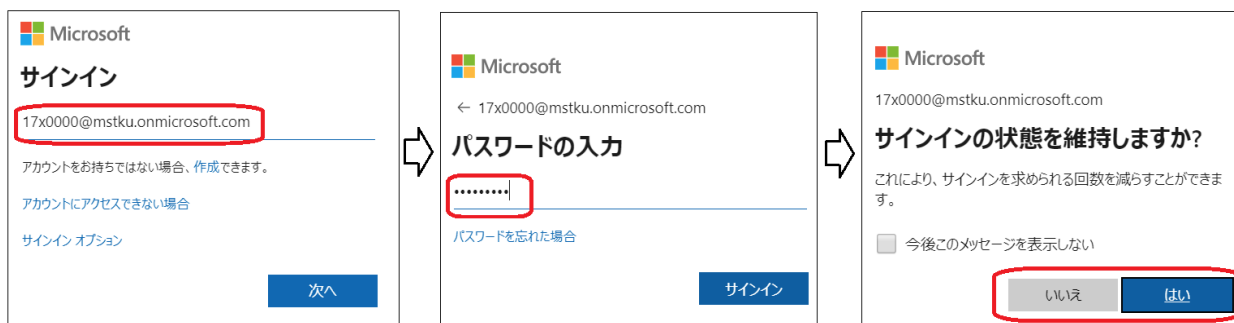 Microsoft
サインイン
17x0000@mstku.onmicrosoft.com
アカウントをお持ちではない場合、作成できます。
アカウントにアクセスできない場合
サインイン オプション
次へ
Microsoft
← 17x0000@mstku.onmicrosoft.com
パスワードの入力
•••••••••
パスワードを忘れた場合
サインイン
Microsoft
17x0000@mstku.onmicrosoft.com
サインインの状態を維持しますか?
これにより、サインインを求められる回数を減らすことができま
す。
今後このメッセージを表示しない
いいえ
はい